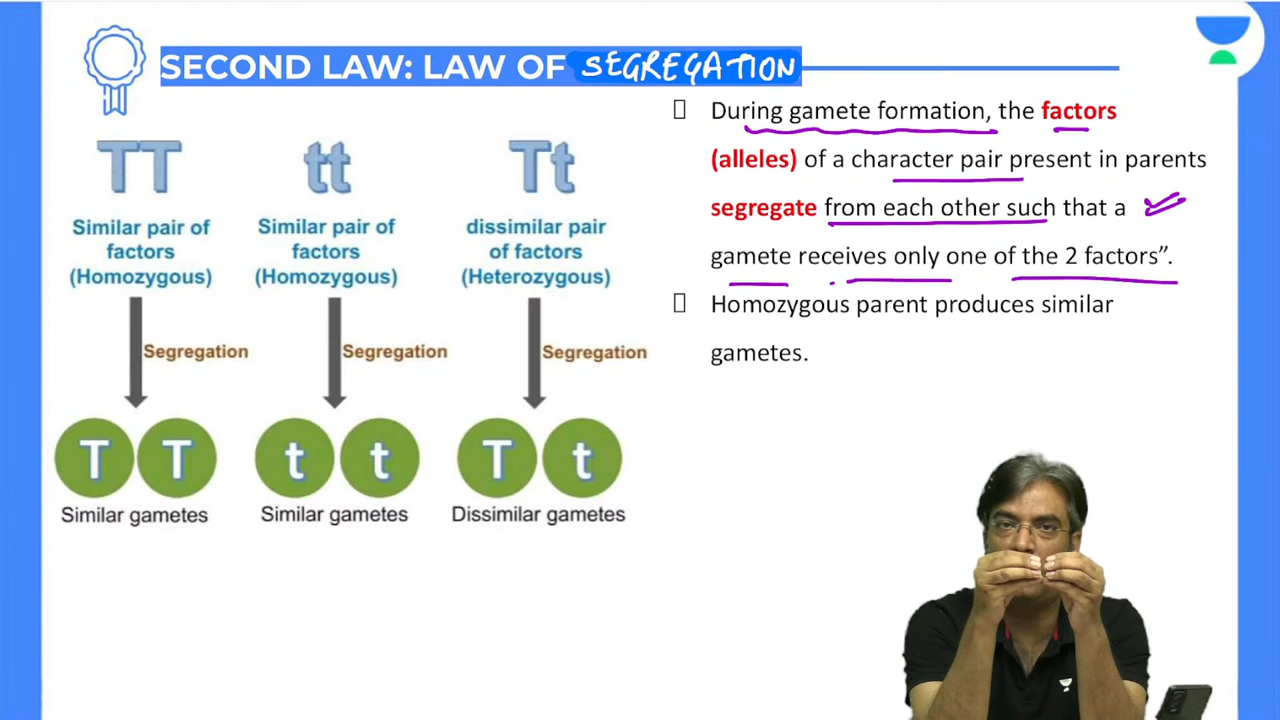 SECOND LAW: LAW OF SEGREGATION
During gamete formation, the factors
(alleles) of a character pair present in parents
segregate from each other such that a
gamete receives only one of the 2 factors”.
Homozygous parent produces similar
gametes.
TT
tt
Tt
Similar pair of
factors
(Homozygous)
Similar pair of
factors
(Homozygous)
dissimilar pair
of factors
(Heterozygous)
Segregation
Segregation
Segregation
T T
t t
T t
Similar gametes
Similar gametes
Dissimilar gametes